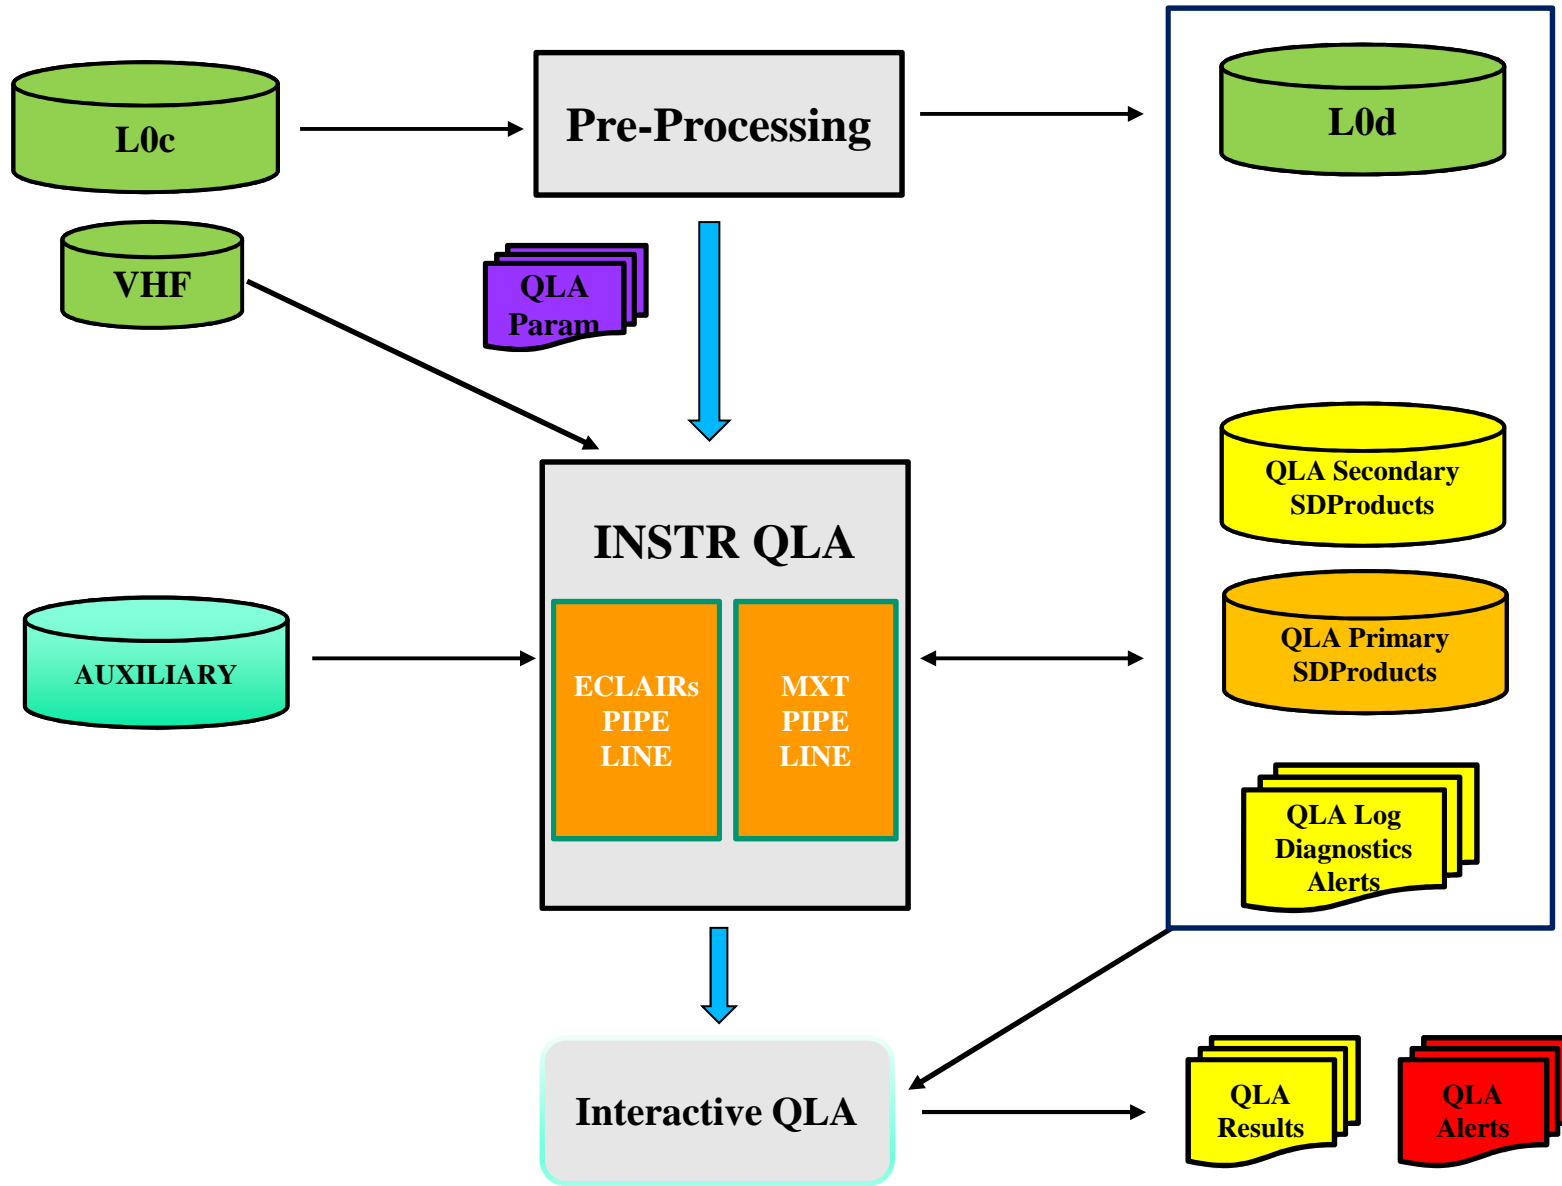 L0c
Pre-Processing
L0d
VHF
QLA
Param
QLA Secondary
SDProducts
INSTR QLA
AUXILIARY
ECLAIRs
PIPE
LINE
MXT
PIPE
LINE
QLA Primary
SDProducts
QLA Log
Diagnostics
Alerts
Interactive QLA
QLA
Results
QLA
Alerts